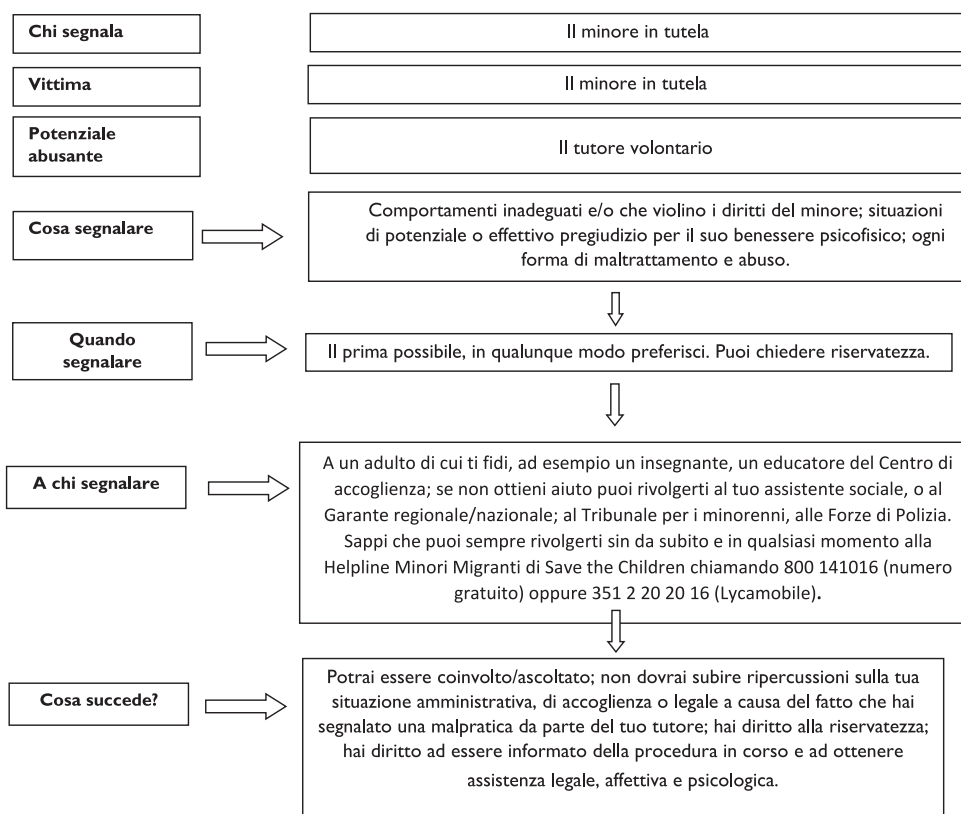 Chi segnala
Il minore in tutela
Vittima
Il minore in tutela
Potenziale
abusante
Il tutore volontario
Cosa segnalare
Comportamenti inadeguati e/o che violino i diritti del minore; situazioni
di potenziale o effettivo pregiudizio per il suo benessere psicofisico; ogni
forma di maltrattamento e abuso.
Quando
segnalare
Il prima possibile, in qualunque modo preferisci. Puoi chiedere riservatezza.
A chi segnalare
A un adulto di cui ti fidi, ad esempio un insegnante, un educatore del Centro di
accoglienza; se non ottieni aiuto puoi rivolgerti al tuo assistente sociale, o al
Garante regionale/nazionale; al Tribunale per i minorenni, alle Forze di Polizia.
Sappi che puoi sempre rivolgerti sin da subito e in qualsiasi momento alla
Helpline Minori Migranti di Save the Children chiamando 800 141016 (numero
gratuito) oppure 351 2 20 20 16 (Lycamobile).
Cosa succede?
Potrai essere coinvolto/ascoltato; non dovrai subire ripercussioni sulla tua
situazione amministrativa, di accoglienza o legale a causa del fatto che hai
segnalato una malpratica da parte del tuo tutore; hai diritto alla riservatezza;
hai diritto ad essere informato della procedura in corso e ad ottenere
assistenza legale, affettiva e psicologica.